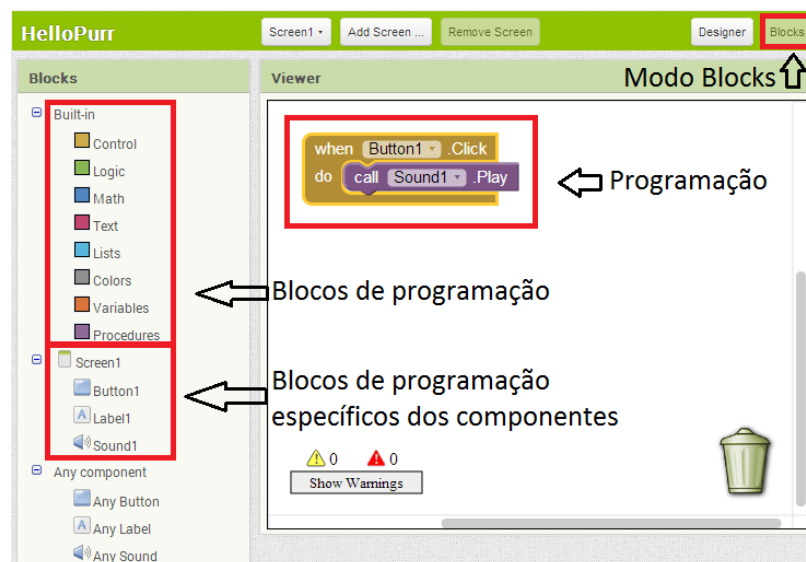 HelloPurr
Screen1
Add Screen ...
Remove Screen
Designer
Blocks
Blocks
Viewer
Modo Blocks
Built-in
Control
Logic
Math
Text
Lists
Colors
Variables
Procedures
Screen1
Button1
Label1
Sound1
Any component
Any Button
Any Label
Any Sound
when Button1 .Click
do call Sound1 .Play
Programação
Blocos de programação
Blocos de programação
específicos dos componentes
0 0
Show Warnings